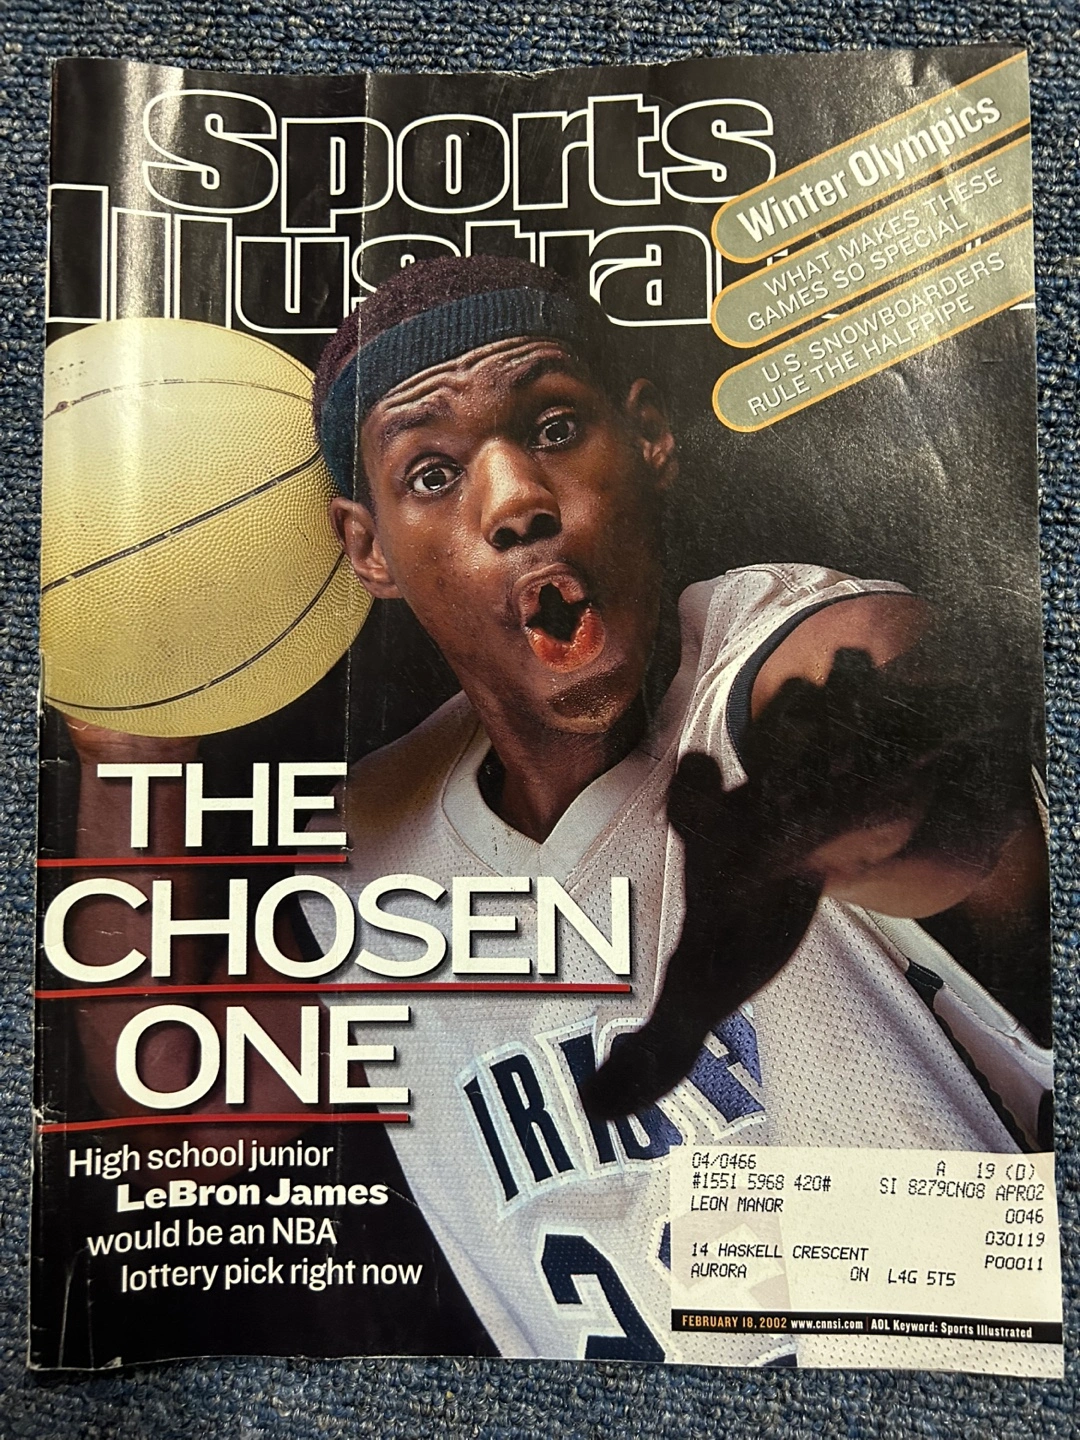 Sports
Illustra
Winter Olympics
WHAT MAKES THESE
GAMES SO SPECIAL
U.S. SNOWBOARDERS
RULE THE HALFPIPE
THE
CHOSEN
ONE
High school junior
LeBron James
would be an NBA
lottery pick right now
IRISH
04/0466 A 19 (D)
#1551 5968 420# SI 8279CN08 APR02
LEON MANOR 0046
030119
14 HASKELL CRESCENT P00011
AURORA ON L4G 5T5
FEBRUARY 18, 2002 www.cnnsi.com | AOL Keyword: Sports Illustrated